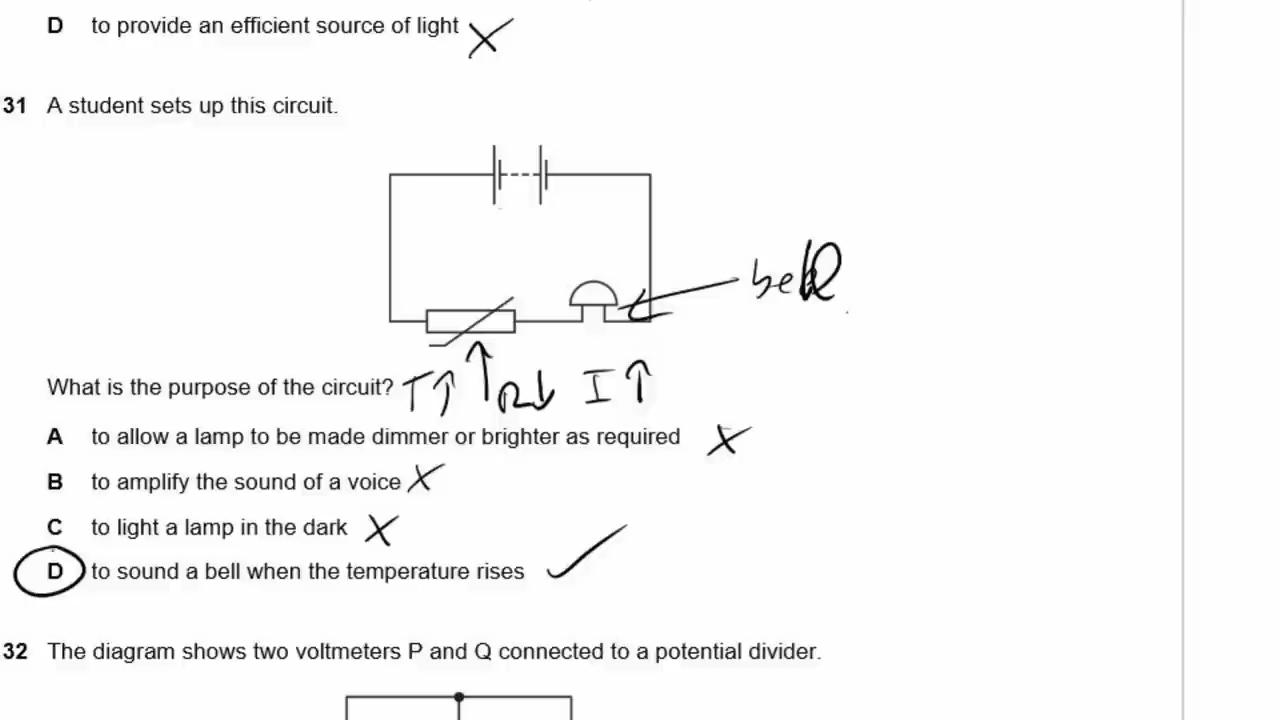 D to provide an efficient source of light X
31 A student sets up this circuit.
bell
What is the purpose of the circuit? T↑ ↑ R↓ I↑
A to allow a lamp to be made dimmer or brighter as required X
B to amplify the sound of a voice X
C to light a lamp in the dark X
D to sound a bell when the temperature rises ✓
32 The diagram shows two voltmeters P and Q connected to a potential divider.